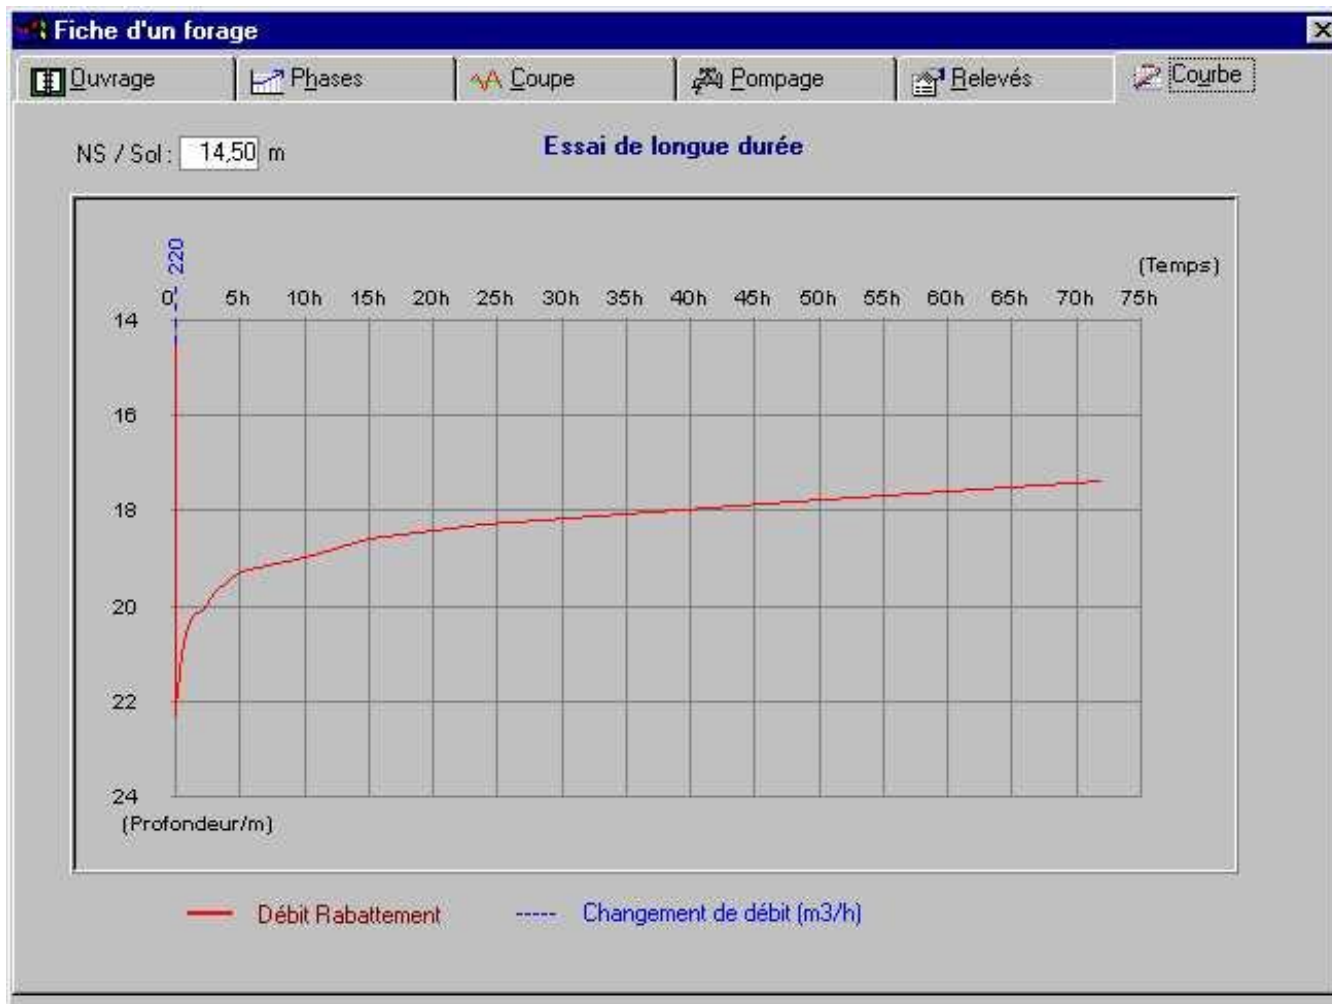 Fiche d'un forage
Ouvrage Phases Coupe Pompage Relevés Courbe
NS / Sol : 14,50 m
Essai de longue durée
220
(Temps)
0 5h 10h 15h 20h 25h 30h 35h 40h 45h 50h 55h 60h 65h 70h 75h
14
16
18
20
22
24
(Profondeur/m)
Débit Rabattement
Changement de débit (m3/h)